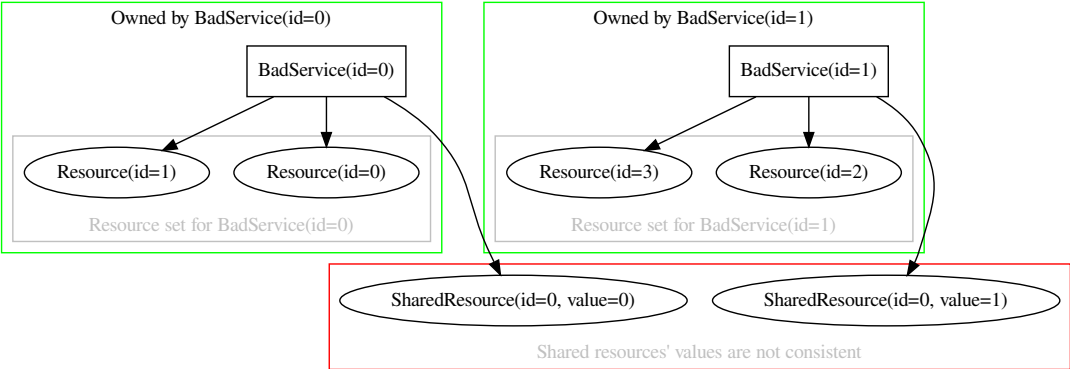 Owned by BadService(id=0)
Owned by BadService(id=1)
BadService(id=0)
BadService(id=1)
Resource(id=1)
Resource(id=0)
Resource(id=3)
Resource(id=2)
Resource set for BadService(id=0)
Resource set for BadService(id=1)
SharedResource(id=0, value=0)
SharedResource(id=0, value=1)
Shared resources' values are not consistent